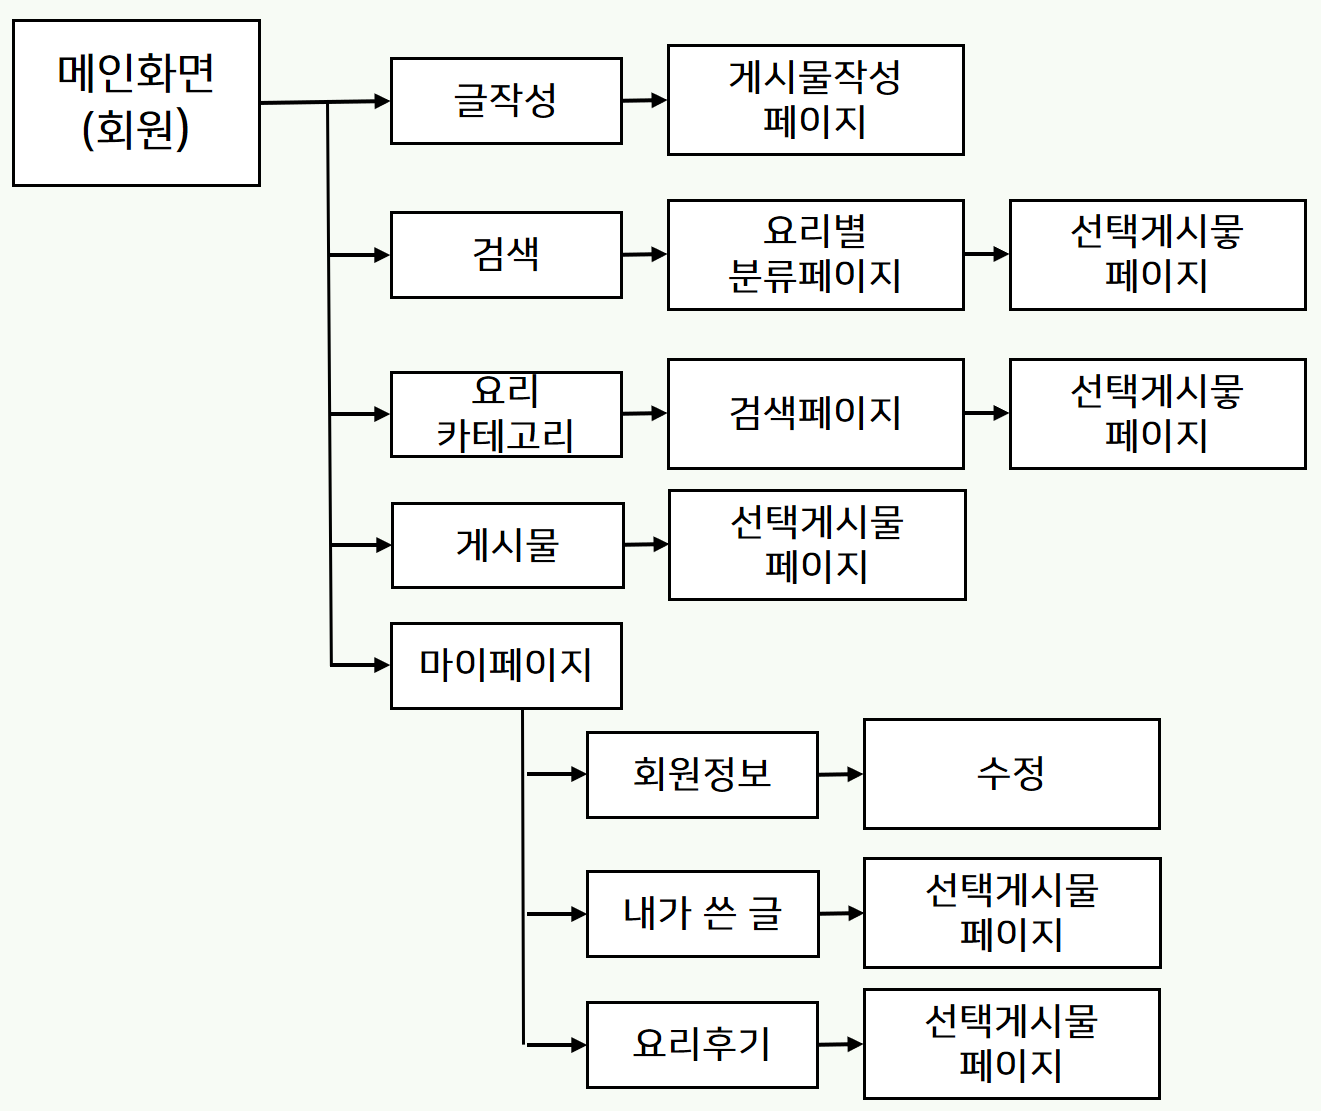 메인화면
(회원)
글작성
게시물작성
페이지
검색
요리별
분류페이지
선택게시뭏
페이지
요리
카테고리
검색페이지
선택게시뭏
페이지
게시물
선택게시물
페이지
마이페이지
회원정보
수정
내가 쓴 글
선택게시물
페이지
요리후기
선택게시물
페이지